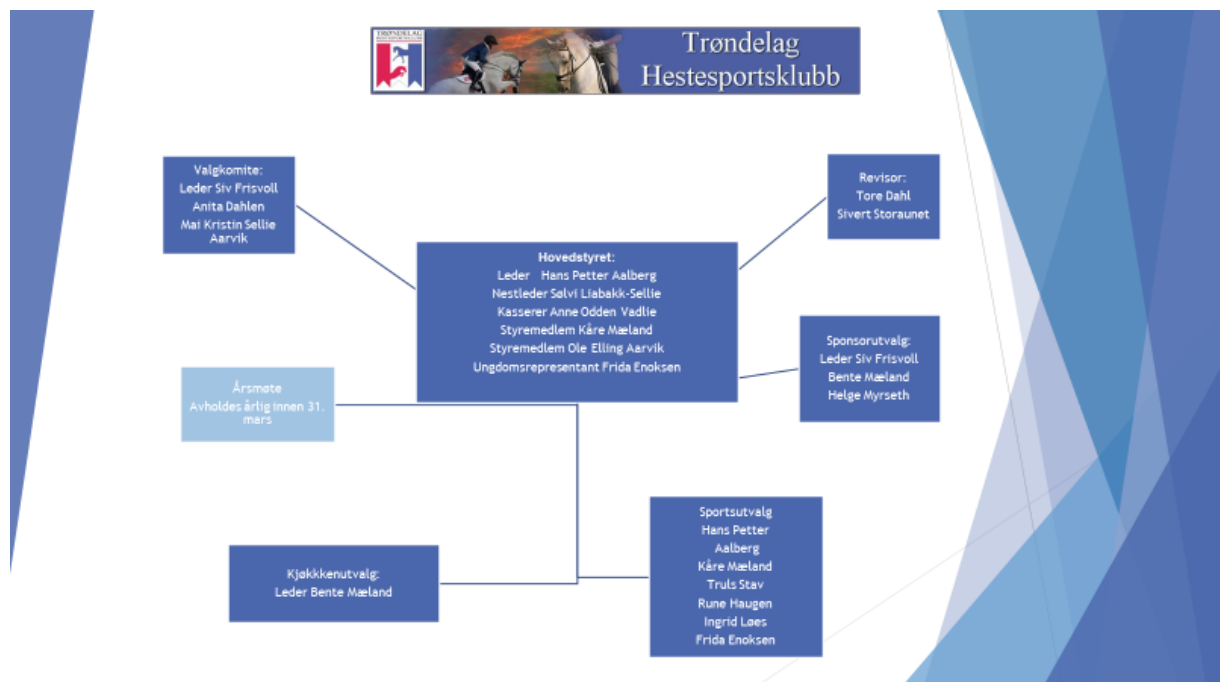 TRØNDELAG
Trøndelag
Hestesportsklubb
Valgkomite:
Leder Siv Frisvoll
Anita Dahlen
Mai Kristin Sellie
Aarvik
Revisor:
Tore Dahl
Sivert Storaunet
Hovedstyret:
Leder Hans Petter Aalberg
Nestleder Sølvi Liabakk-Sellie
Kasserer Anne Odden Vadlie
Styremedlem Kåre Mæland
Styremedlem Ole Elling Aarvik
Ungdomsrepresentant Frida Enoksen
Sponsorutvalg:
Leder Siv Frisvoll
Bente Mæland
Helge Myrseth
Årsmøte
Avholdes årlig innen 31.
mars
Sportsutvalg
Hans Petter
Aalberg
Kåre Mæland
Truls Stav
Rune Haugen
Ingrid Løes
Frida Enoksen
Kjøkkkenutvalg:
Leder Bente Mæland